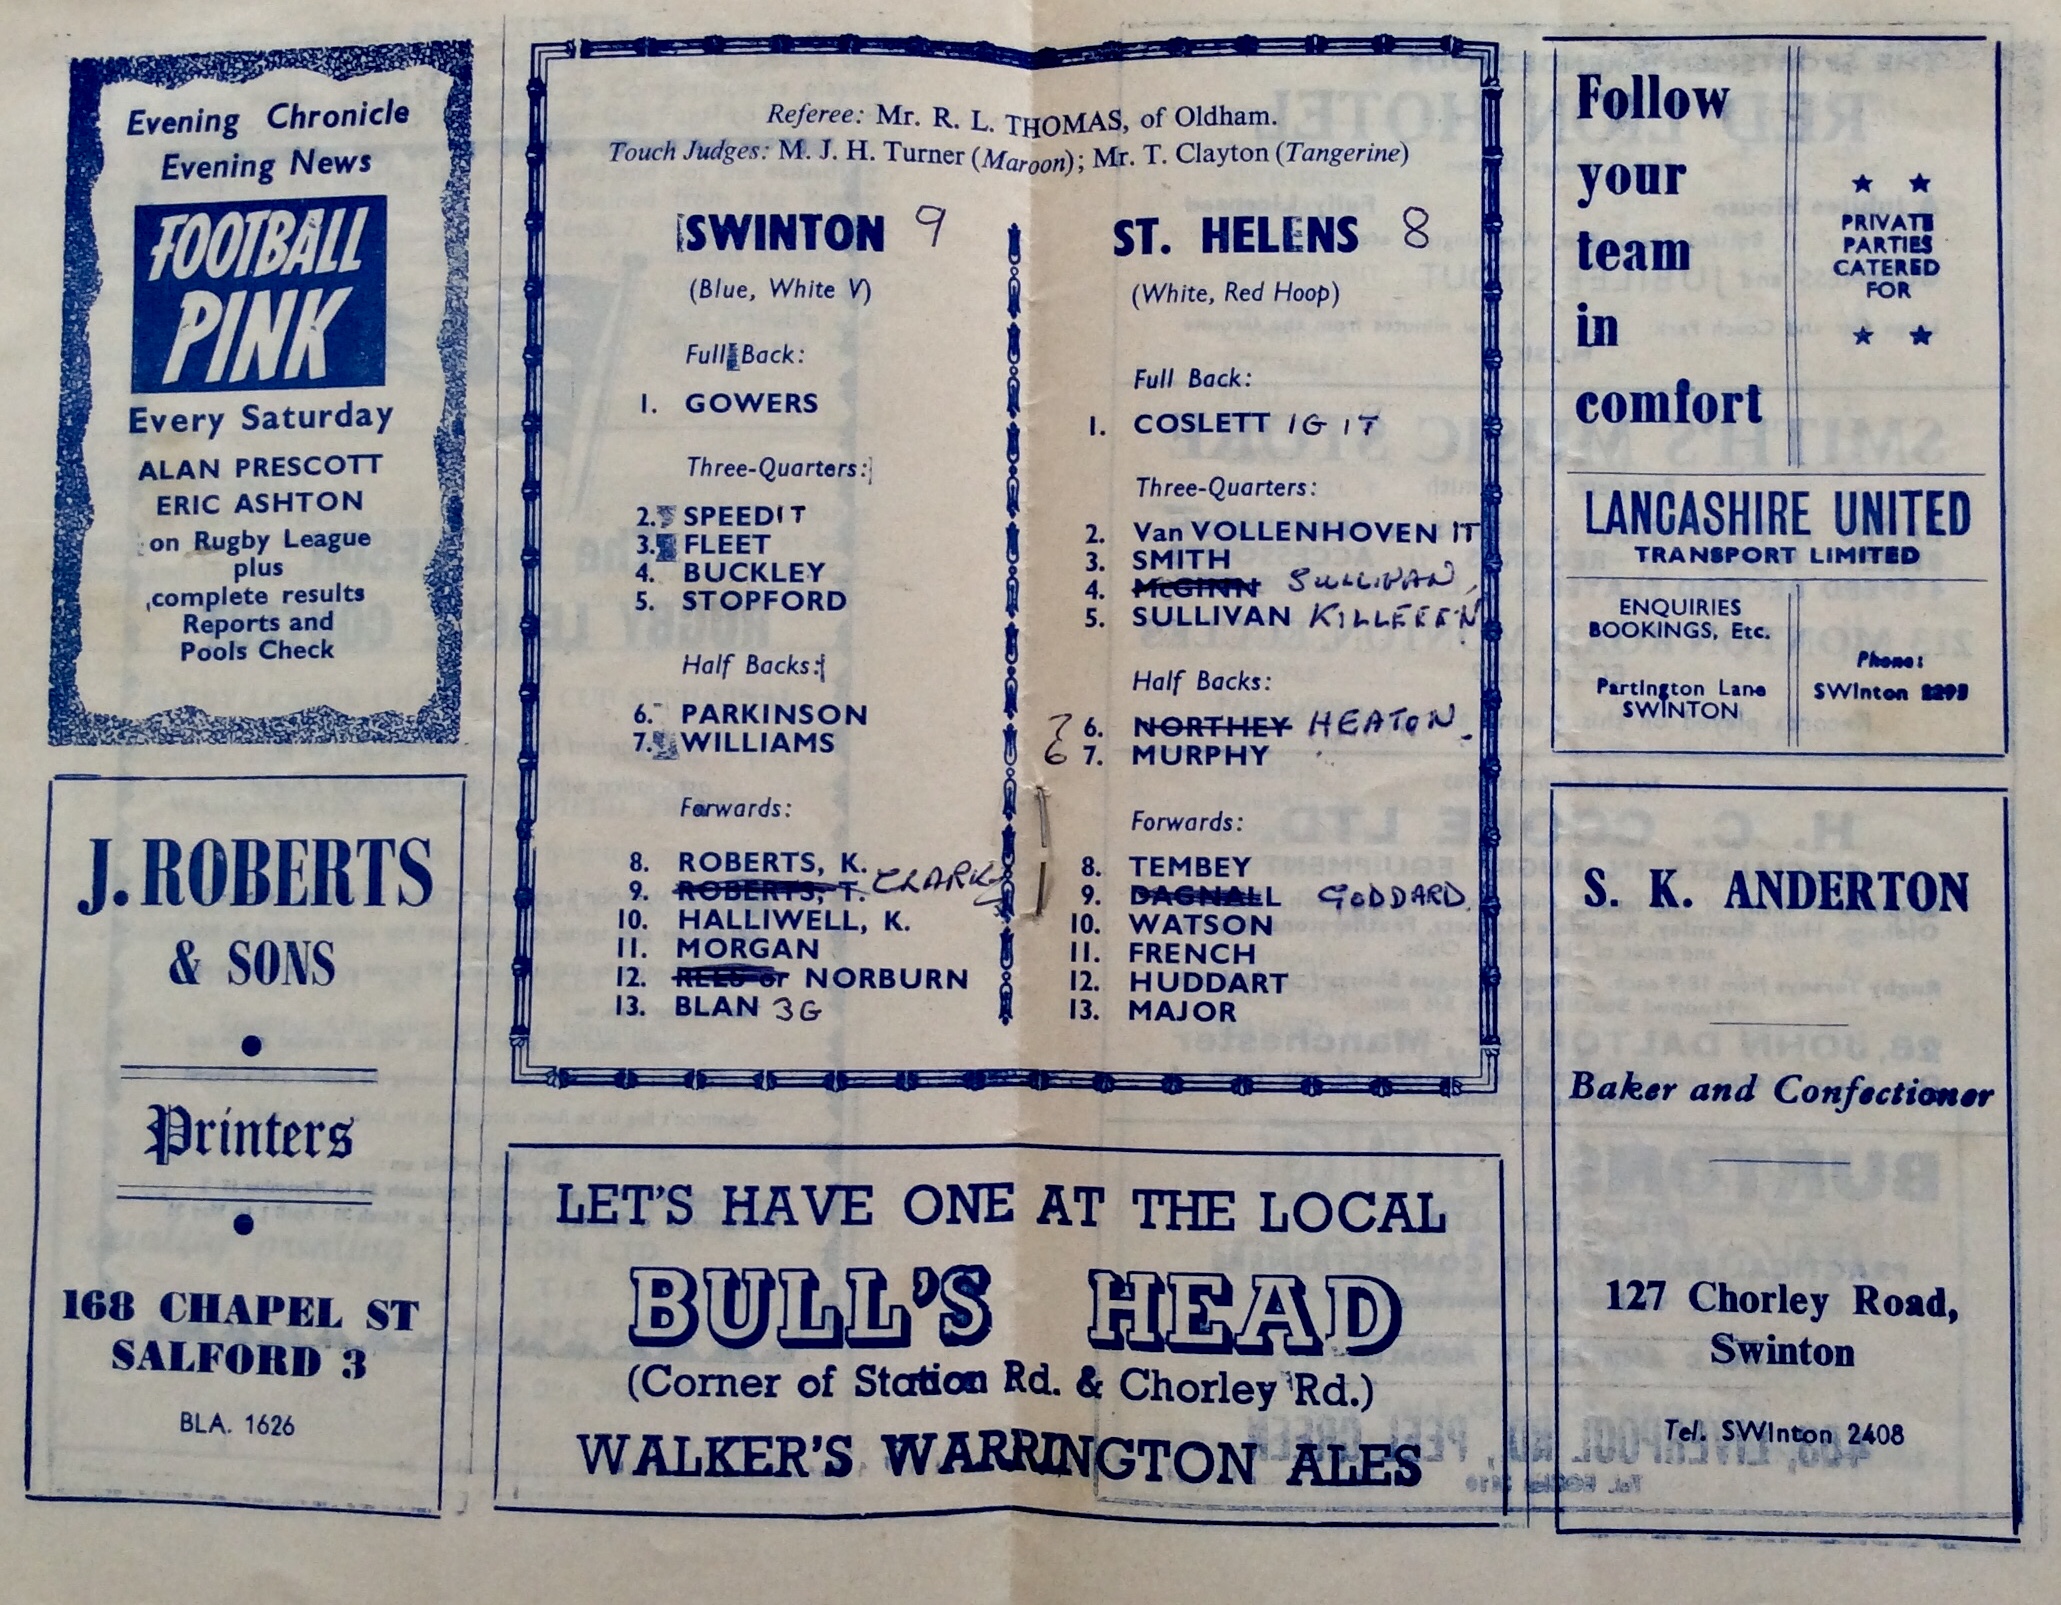 Evening Chronicle
Evening News
FOOTBALL
PINK
Every Saturday
ALAN PRESCOTT
ERIC ASHTON
on Rugby League
plus
complete results
Reports and
Pools Check
J. ROBERTS
& SONS
Printers
168 CHAPEL ST
SALFORD 3
BLA. 1626
Referee: Mr. R. L. THOMAS, of Oldham.
Touch Judges: M. J. H. Turner (Maroon); Mr. T. Clayton (Tangerine)
SWINTON 9
(Blue, White V)
Full Back:
1. GOWERS
Three-Quarters:
2. SPEED 1T
3. FLEET
4. BUCKLEY
5. STOPFORD
Half Backs:
6. PARKINSON
7. WILLIAMS
Forwards:
8. ROBERTS, K.
9. ROBERTS, T. CLARKE
10. HALLIWELL, K.
11. MORGAN
12. REES or NORBURN
13. BLAN 3G
ST. HELENS 8
(White, Red Hoop)
Full Back:
1. COSLETT 1G 1T
Three-Quarters:
2. Van VOLLENHOVEN 1T
3. SMITH
4. McGINN SULLIVAN
5. SULLIVAN KILLEEN
Half Backs:
7 6. NORTHEY HEATON
6 7. MURPHY
Forwards:
8. TEMBEY
9. DAGNALL GODDARD
10. WATSON
11. FRENCH
12. HUDDART
13. MAJOR
LET'S HAVE ONE AT THE LOCAL
BULL'S HEAD
(Corner of Station Rd. & Chorley Rd.)
WALKER'S WARRINGTON ALES
Follow
your
team
in
comfort
★ ★
PRIVATE
PARTIES
CATERED
FOR
★ ★
LANCASHIRE UNITED
TRANSPORT LIMITED
ENQUIRIES
BOOKINGS, Etc.
Partington Lane
SWINTON
Phone:
SWInton
S. K. ANDERTON
Baker and Confectioner
127 Chorley Road,
Swinton
Tel. SWInton 2408